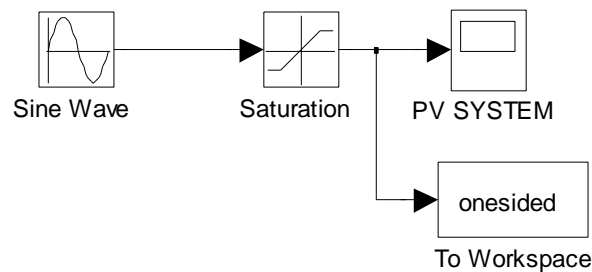 Sine Wave
Saturation
PV SYSTEM
onesided
To Workspace